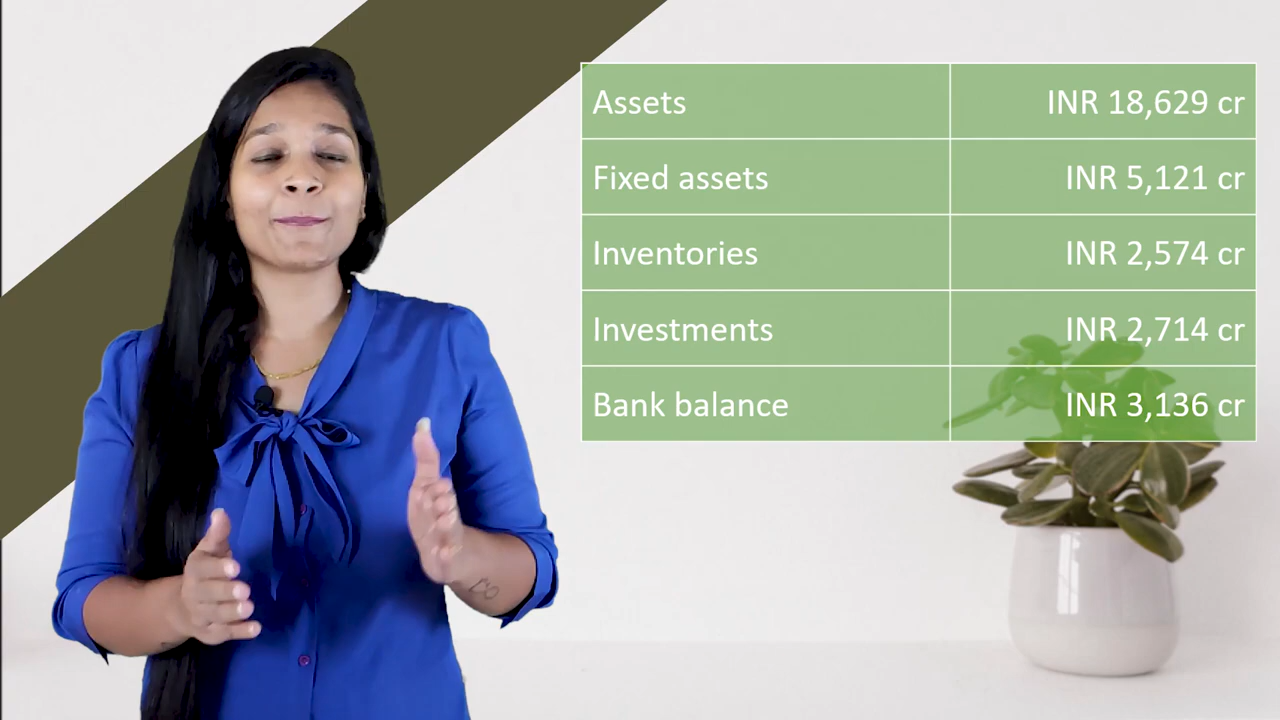 Assets INR 18,629 cr
Fixed assets INR 5,121 cr
Inventories INR 2,574 cr
Investments INR 2,714 cr
Bank balance INR 3,136 cr